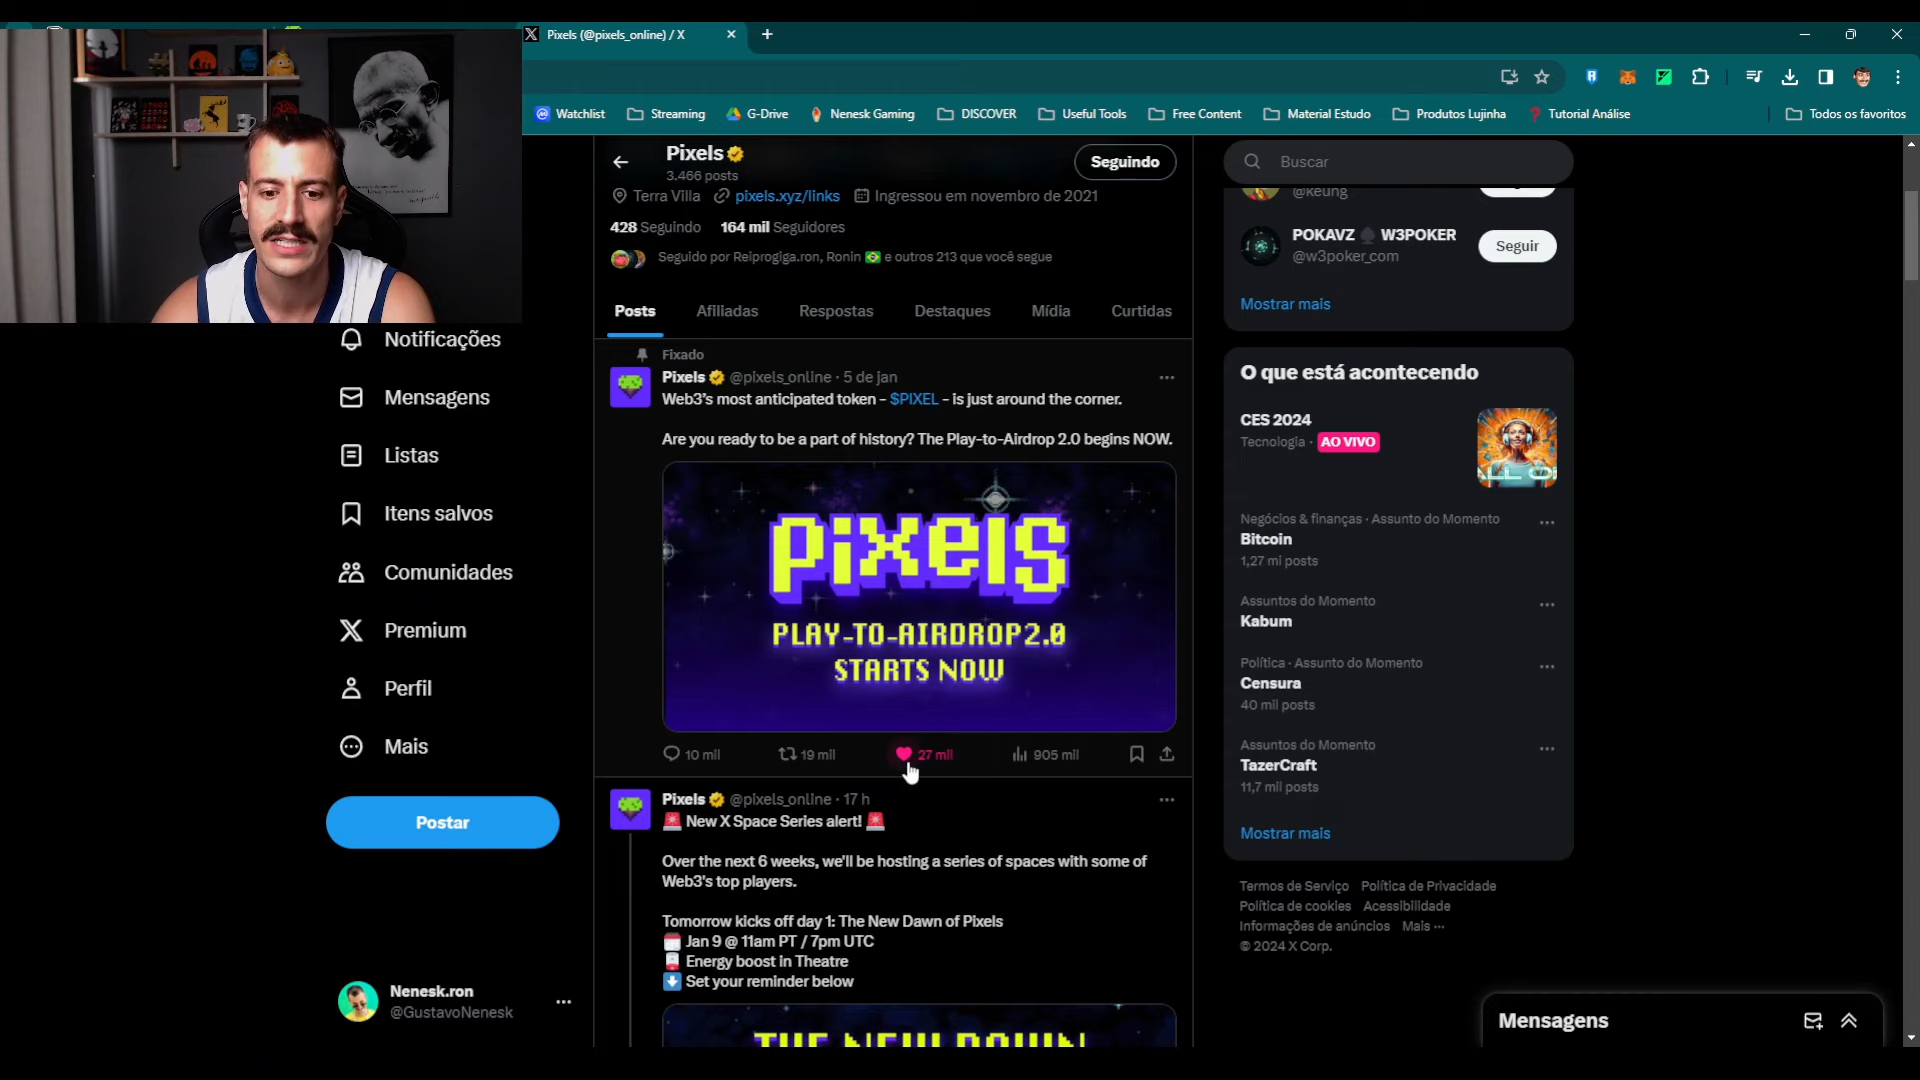 Pixels (@pixels_online) / X
Watchlist
Streaming
G-Drive
Nenesk Gaming
DISCOVER
Useful Tools
Free Content
Material Estudo
Produtos Lujinha
Tutorial Análise
Todos os favoritos
Pixels
3.466 posts
Seguindo
Terra Villa
pixels.xyz/links
Ingressou em novembro de 2021
428 Seguindo
164 mil Seguidores
Seguido por Reiprogiga.ron, Ronin 🇧🇷 e outros 213 que você segue
Posts
Afiliadas
Respostas
Destaques
Mídia
Curtidas
Fixado
Pixels @pixels_online · 5 de jan
Web3's most anticipated token - $PIXEL - is just around the corner.
Are you ready to be a part of history? The Play-to-Airdrop 2.0 begins NOW.
pixels
PLAY-TO-AIRDROP2.0
STARTS NOW
10 mil
19 mil
27 mil
905 mil
Pixels @pixels_online · 17 h
🚨 New X Space Series alert! 🚨
Over the next 6 weeks, we'll be hosting a series of spaces with some of
Web3's top players.
Tomorrow kicks off day 1: The New Dawn of Pixels
Jan 9 @ 11am PT / 7pm UTC
Energy boost in Theatre
⬇️ Set your reminder below
THE NEW DAWN
Notificações
Mensagens
Listas
Itens salvos
Comunidades
Premium
Perfil
Mais
Postar
Nenesk.ron
@GustavoNenesk
Buscar
@keung
POKAVZ ♠ W3POKER
@w3poker_com
Seguir
Mostrar mais
O que está acontecendo
CES 2024
Tecnologia · AO VIVO
Negócios & finanças · Assunto do Momento
Bitcoin
1,27 mi posts
Assuntos do Momento
Kabum
Política · Assunto do Momento
Censura
40 mil posts
Assuntos do Momento
TazerCraft
11,7 mil posts
Mostrar mais
Termos de Serviço Política de Privacidade
Política de cookies Acessibilidade
Informações de anúncios Mais ···
© 2024 X Corp.
Mensagens